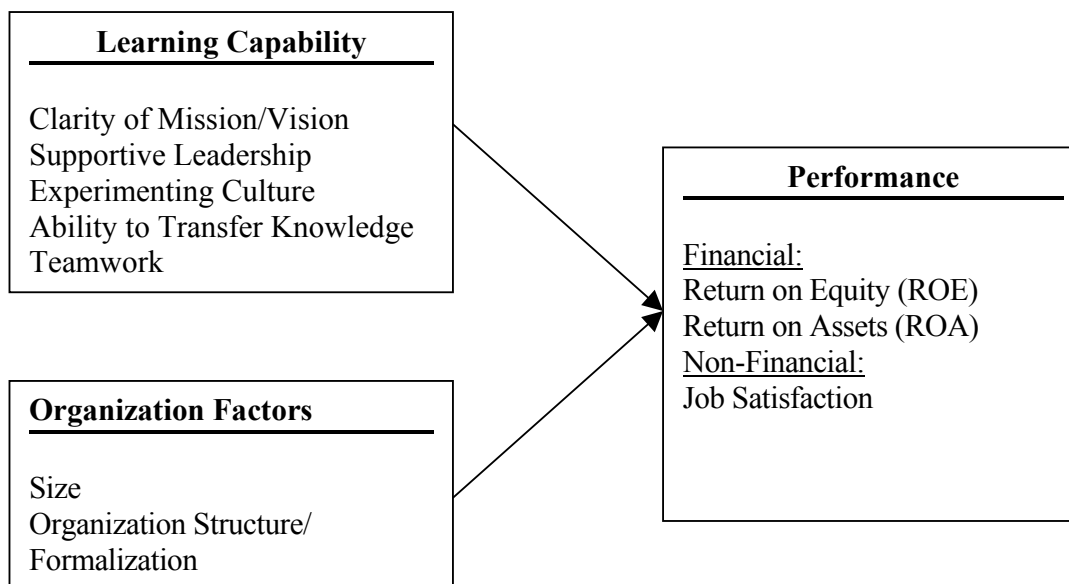 Learning Capability
Clarity of Mission/Vision
Supportive Leadership
Experimenting Culture
Ability to Transfer Knowledge
Teamwork
Organization Factors
Size
Organization Structure/
Formalization
Performance
Financial:
Return on Equity (ROE)
Return on Assets (ROA)
Non-Financial:
Job Satisfaction